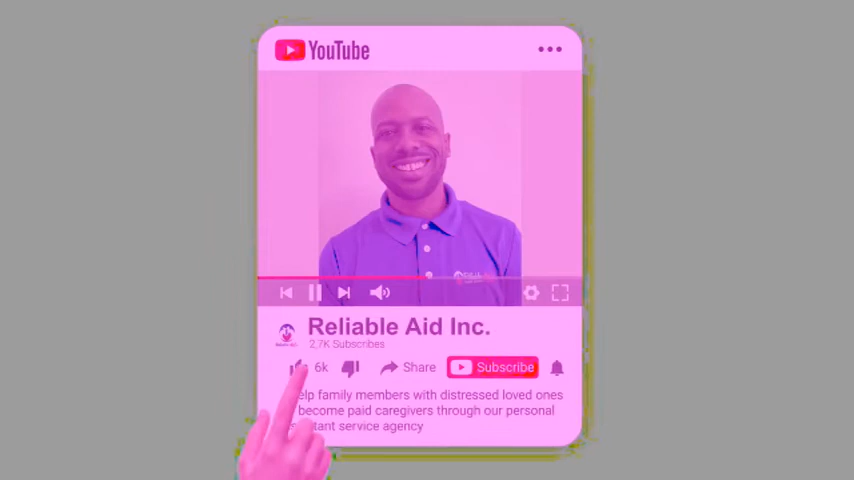 YouTube
Reliable Aid Inc.
2,7K Subscribes
6k Share Subscribe
elp family members with distressed loved ones
become paid caregivers through our personal
tant service agency